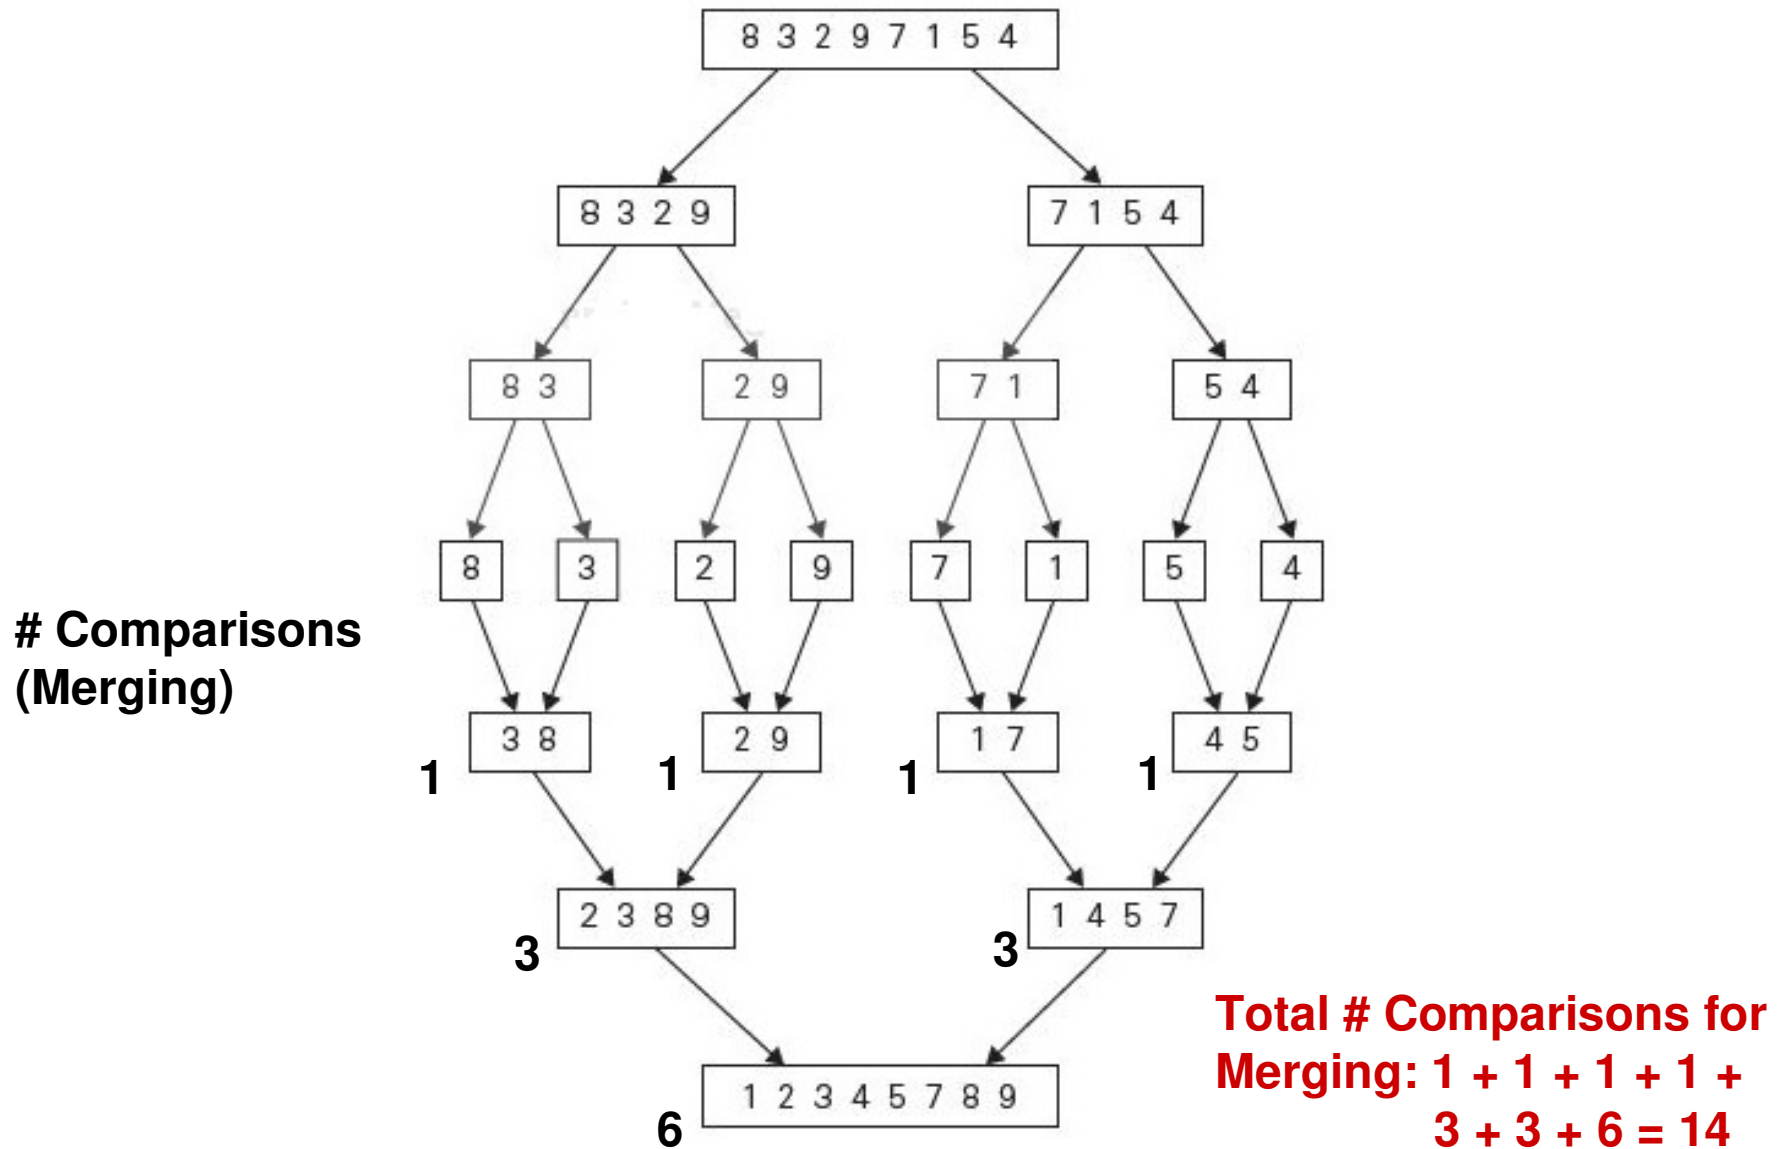 8 3 2 9 7 1 5 4
8 3 2 9
7 1 5 4
8 3
2 9
7 1
5 4
8
3
2
9
7
1
5
4
# Comparisons
(Merging)
3 8
2 9
1 7
4 5
1
1
1
1
2 3 8 9
1 4 5 7
3
3
1 2 3 4 5 7 8 9
6
Total # Comparisons for
Merging: 1 + 1 + 1 + 1 +
3 + 3 + 6 = 14